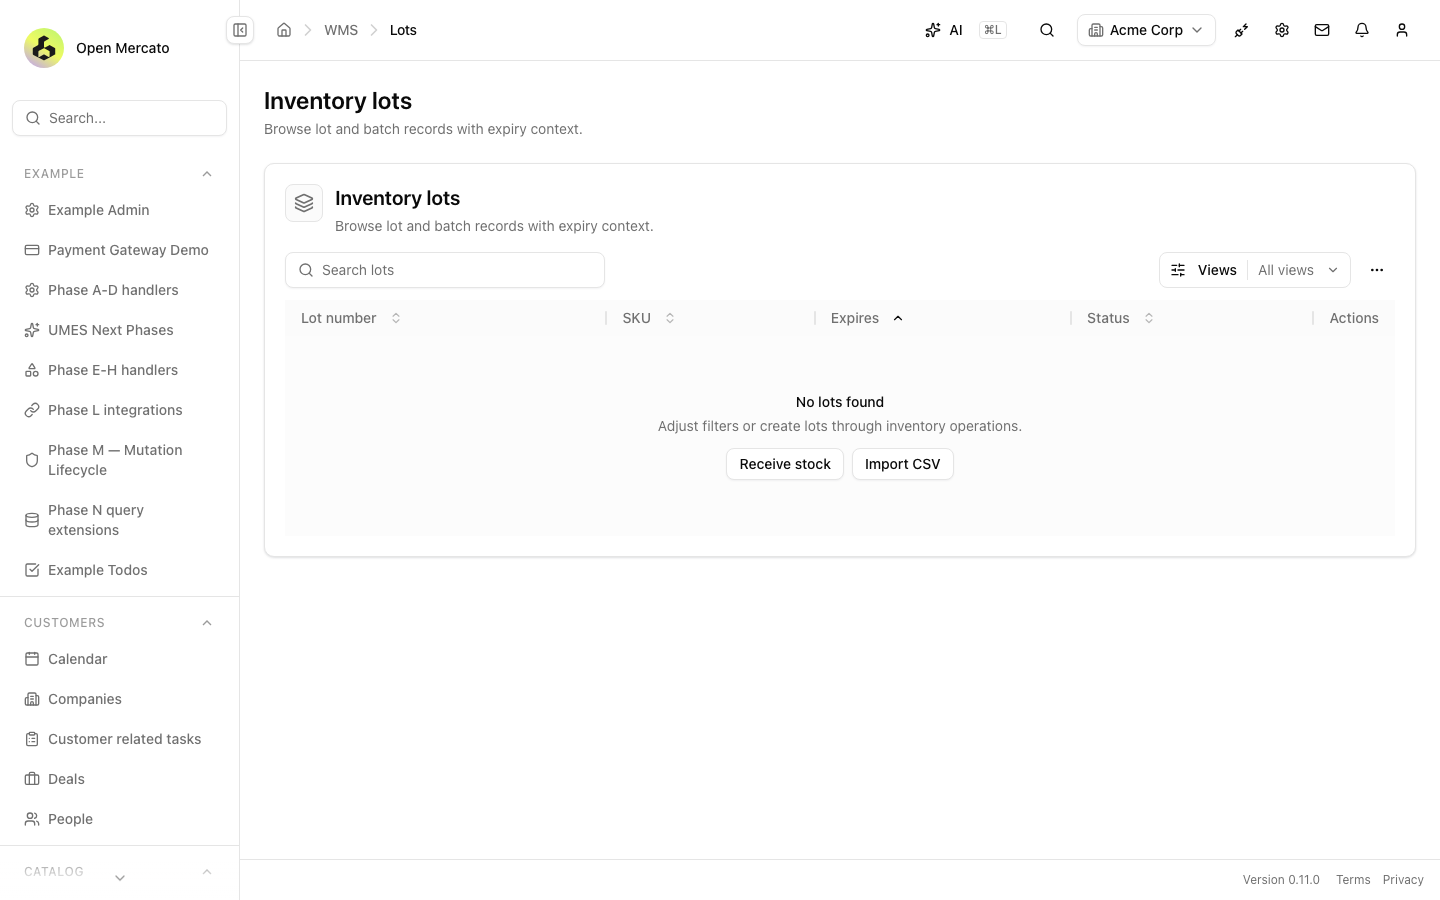 Open Mercato
Search...
EXAMPLE
Example Admin
Payment Gateway Demo
Phase A-D handlers
UMES Next Phases
Phase E-H handlers
Phase L integrations
Phase M — Mutation
Lifecycle
Phase N query
extensions
Example Todos
CUSTOMERS
Calendar
Companies
Customer related tasks
Deals
People
CATALOG
WMS
Lots
AI
⌘L
Acme Corp
Inventory lots
Browse lot and batch records with expiry context.
Inventory lots
Browse lot and batch records with expiry context.
Search lots
Views
All views
Lot number
SKU
Expires
Status
Actions
No lots found
Adjust filters or create lots through inventory operations.
Receive stock
Import CSV
Version 0.11.0
Terms
Privacy